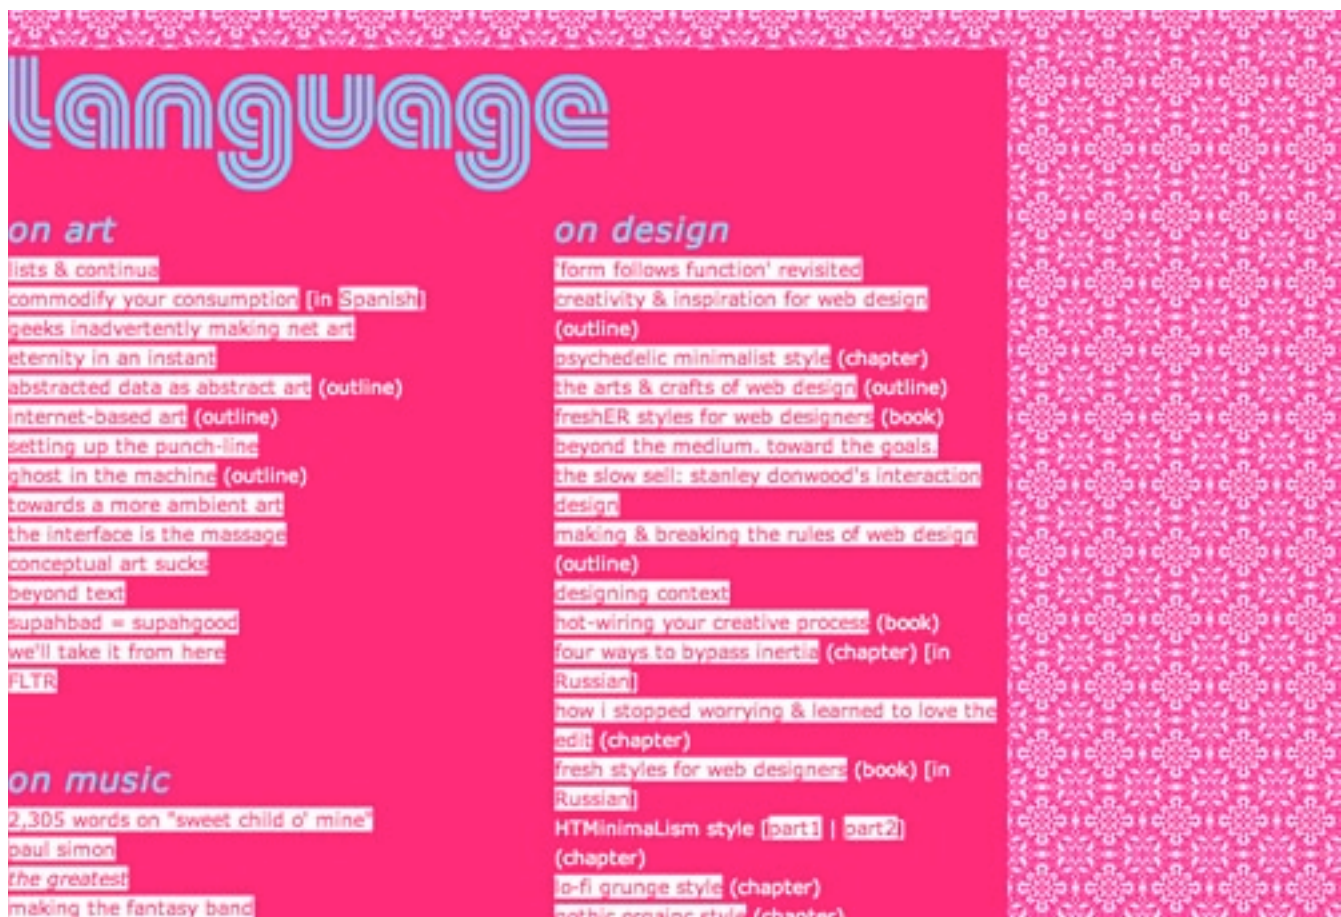 language
on art
lists & continua
commodify your consumption [in Spanish]
geeks inadvertently making net art
eternity in an instant
abstracted data as abstract art (outline)
internet-based art (outline)
setting up the punch-line
ghost in the machine (outline)
towards a more ambient art
the interface is the massage
conceptual art sucks
beyond text
supahbad = supahgood
we'll take it from here
FLTR
on music
2,305 words on "sweet child o' mine"
paul simon
the greatest
making the fantasy band
on design
'form follows function' revisited
creativity & inspiration for web design
(outline)
psychedelic minimalist style (chapter)
the arts & crafts of web design (outline)
freshER styles for web designers (book)
beyond the medium. toward the goals.
the slow sell: stanley donwood's interaction
design
making & breaking the rules of web design
(outline)
designing context
hot-wiring your creative process (book)
four ways to bypass inertia (chapter) [in
Russian]
how i stopped worrying & learned to love the
edit (chapter)
fresh styles for web designers (book) [in
Russian]
HTMinimaLism style [part1 | part2]
(chapter)
lo-fi grunge style (chapter)
gothic organic style (chapter)